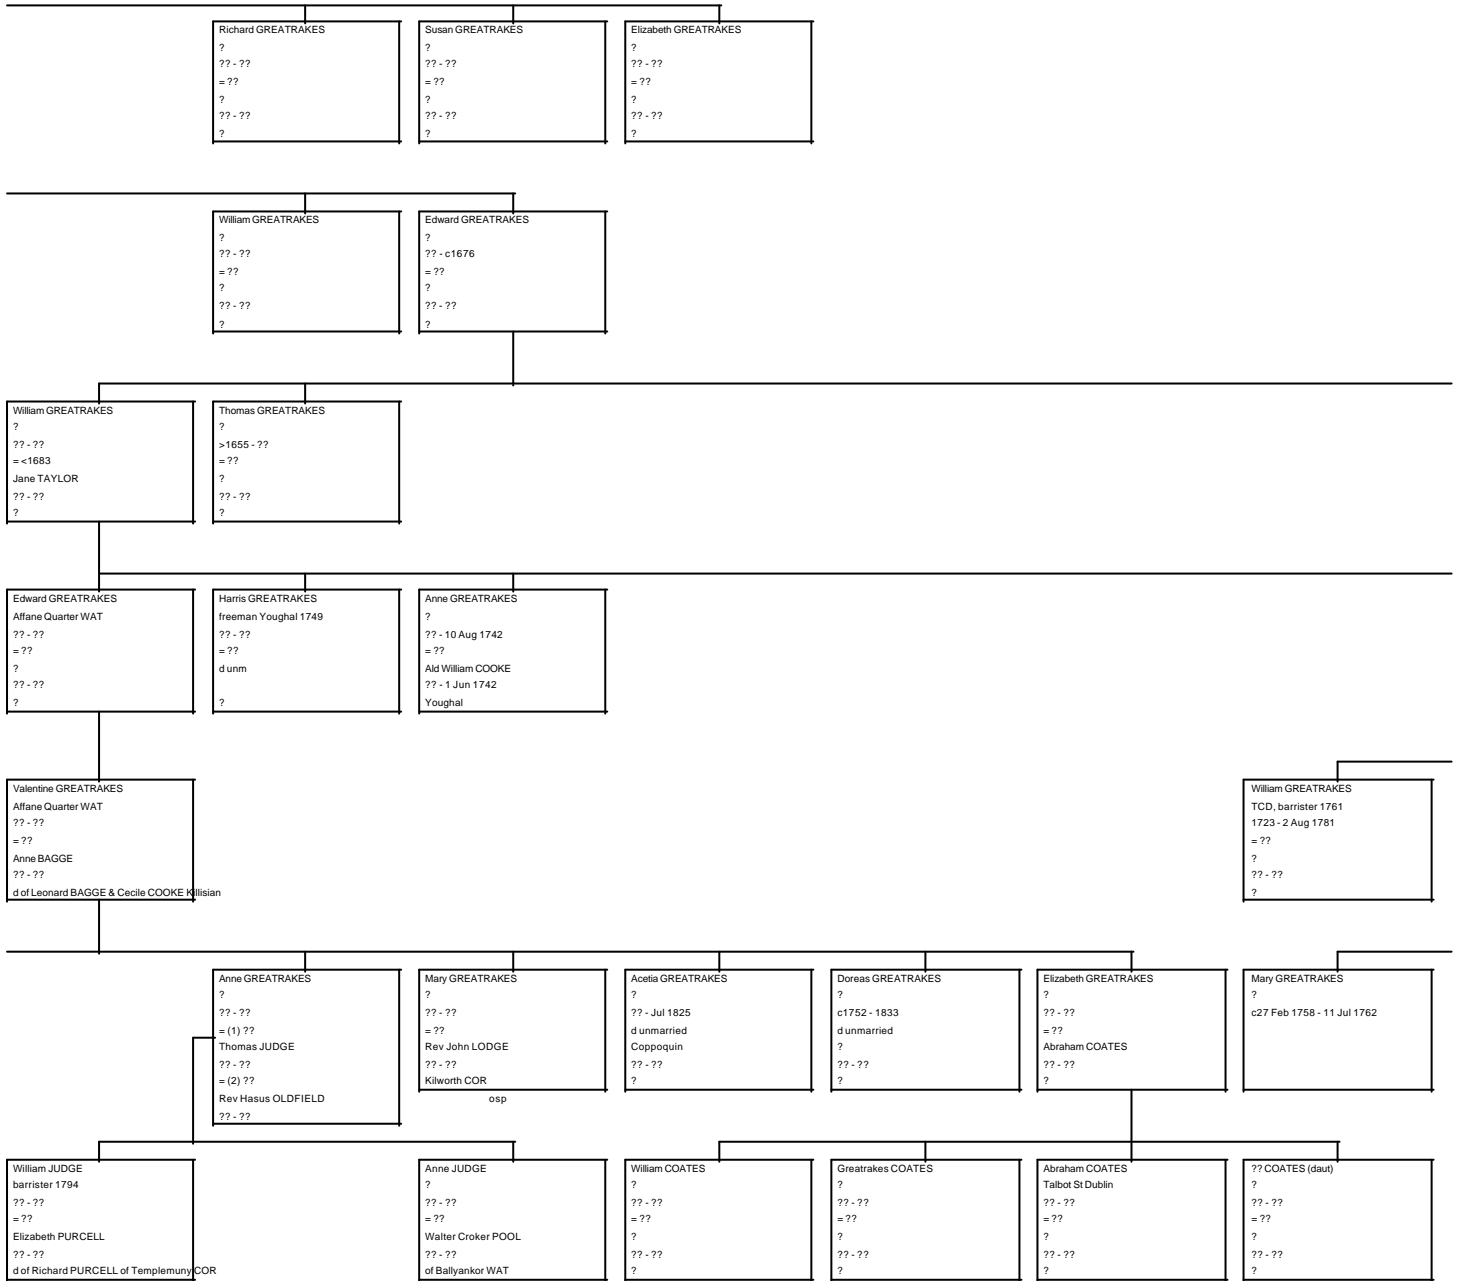 Richard GREATRAKES
?
?? - ??
= ??
?
?? - ??
?
Susan GREATRAKES
?
?? - ??
= ??
?
?? - ??
?
Elizabeth GREATRAKES
?
?? - ??
= ??
?
?? - ??
?
William GREATRAKES
?
?? - ??
= ??
?
?? - ??
?
Edward GREATRAKES
?
?? - c1676
= ??
?
?? - ??
?
William GREATRAKES
?
?? - ??
= <1683
Jane TAYLOR
?? - ??
?
Thomas GREATRAKES
?
>1655 - ??
= ??
?
?? - ??
?
Edward GREATRAKES
Affane Quarter WAT
?? - ??
= ??
?
?? - ??
?
Harris GREATRAKES
freeman Youghal 1749
?? - ??
= ??
d unm
?
Anne GREATRAKES
?
?? - 10 Aug 1742
= ??
Ald William COOKE
?? - 1 Jun 1742
Youghal
Valentine GREATRAKES
Affane Quarter WAT
?? - ??
= ??
Anne BAGGE
?? - ??
d of Leonard BAGGE & Cecile COOKE Killisian
William GREATRAKES
TCD, barrister 1761
1723 - 2 Aug 1781
= ??
?
?? - ??
?
Anne GREATRAKES
?
?? - ??
= (1) ??
Thomas JUDGE
?? - ??
= (2) ??
Rev Hasus OLDFIELD
?? - ??
Mary GREATRAKES
?
?? - ??
= ??
Rev John LODGE
?? - ??
Kilworth COR
osp
Acetia GREATRAKES
?
?? - Jul 1825
d unmarried
Coppoquin
?? - ??
?
Doreas GREATRAKES
?
c1752 - 1833
d unmarried
?
?? - ??
?
Elizabeth GREATRAKES
?
?? - ??
= ??
Abraham COATES
?? - ??
?
Mary GREATRAKES
?
c27 Feb 1758 - 11 Jul 1762
William JUDGE
barrister 1794
?? - ??
= ??
Elizabeth PURCELL
?? - ??
d of Richard PURCELL of Templemuny COR
Anne JUDGE
?
?? - ??
= ??
Walter Croker POOL
?? - ??
of Ballyankor WAT
William COATES
?
?? - ??
= ??
?
?? - ??
?
Greatrakes COATES
?
?? - ??
= ??
?
?? - ??
?
Abraham COATES
Talbot St Dublin
?? - ??
= ??
?
?? - ??
?
?? COATES (daut)
?
?? - ??
= ??
?
?? - ??
?